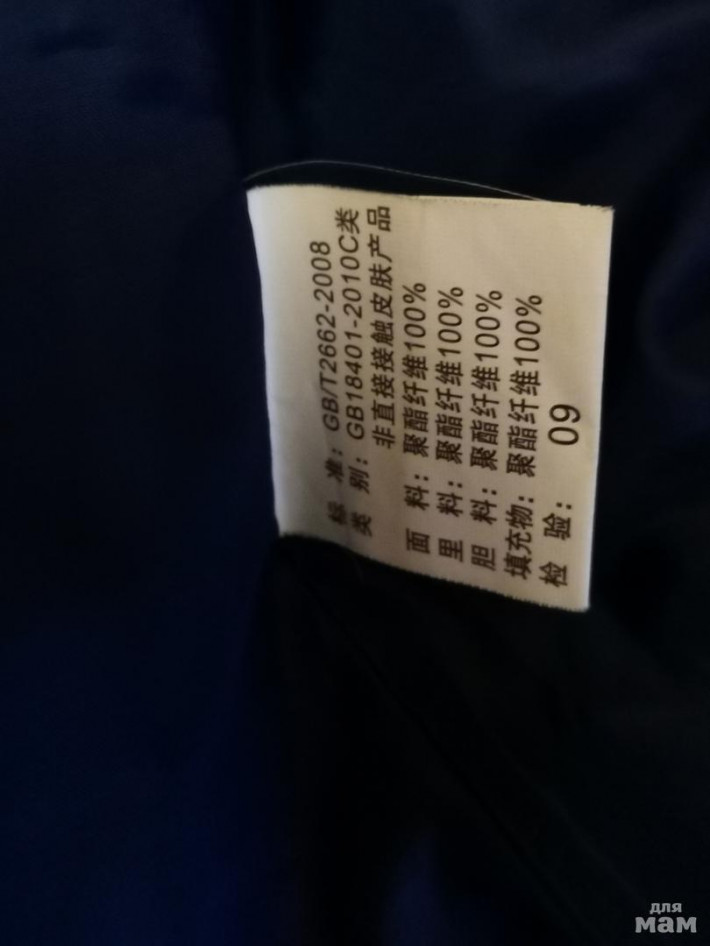 标 准: GB/T2662-2008
类 别: GB18401-2010C类
非直接接触皮肤产品
面 料: 聚酯纤维100%
里 料: 聚酯纤维100%
胆 料: 聚酯纤维100%
填充物: 聚酯纤维100%
检 验: 09
для
мам